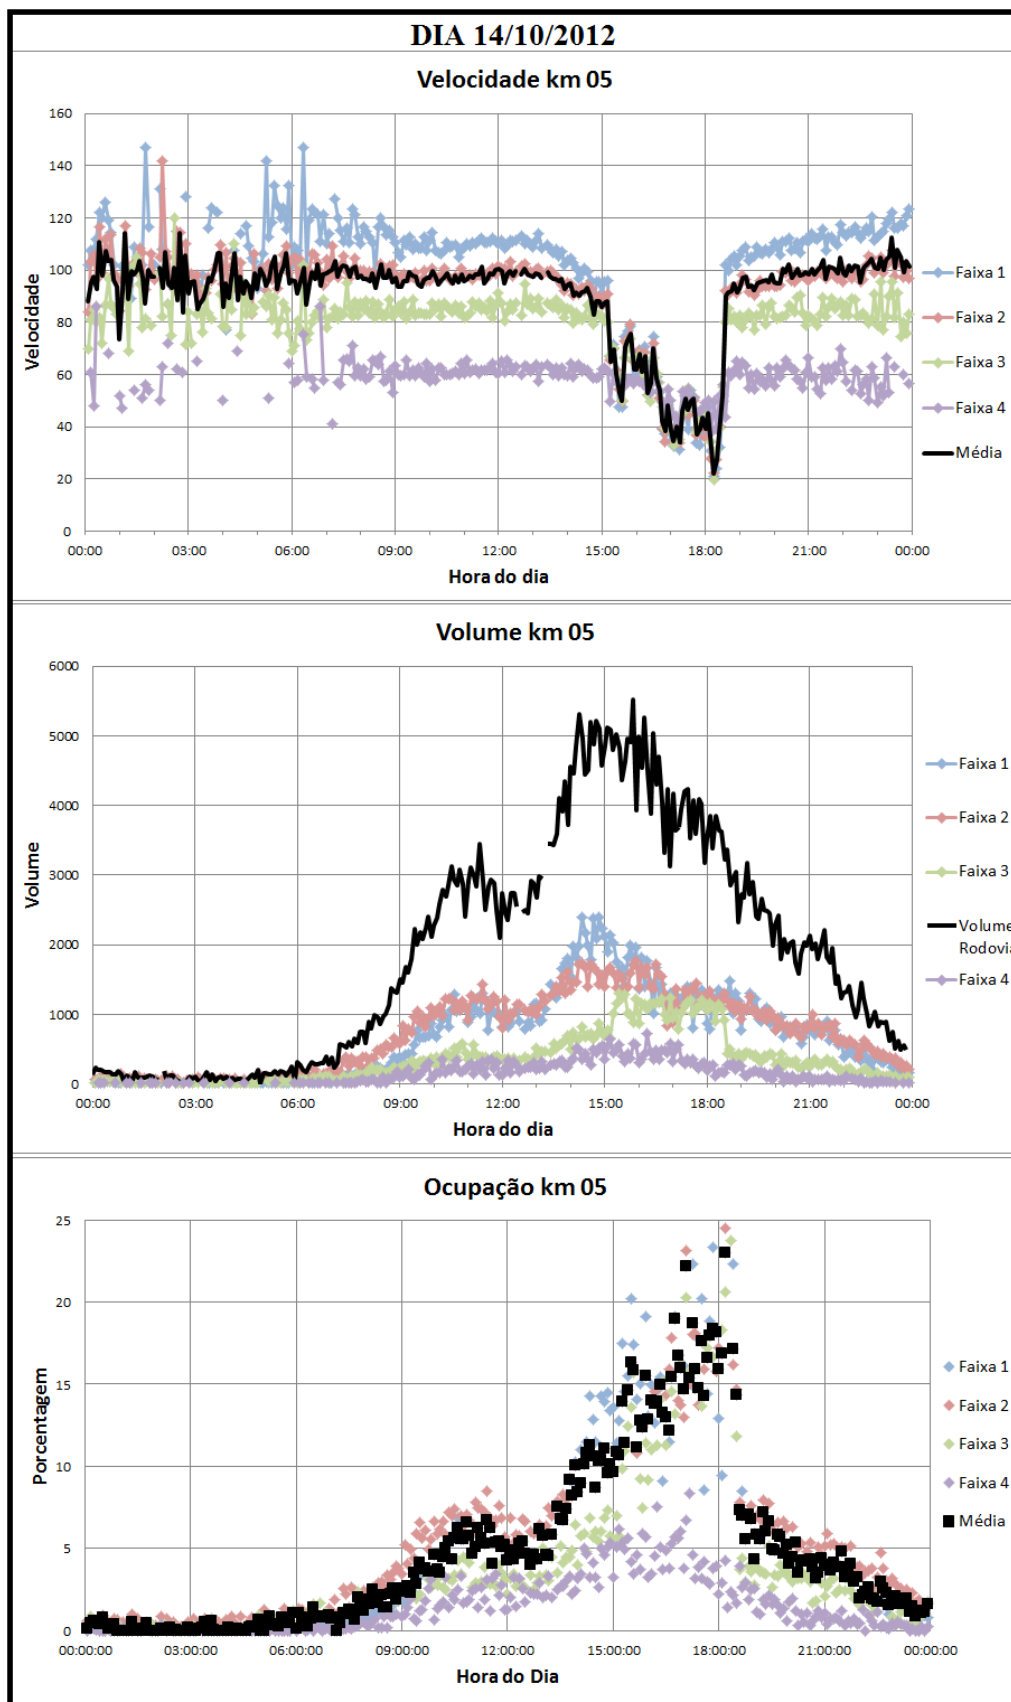 DIA 14/10/2012
Velocidade km 05
160
140
120
100
80
60
40
20
0
Velocidade
00:00 03:00 06:00 09:00 12:00 15:00 18:00 21:00 00:00
Hora do dia
Faixa 1
Faixa 2
Faixa 3
Faixa 4
Média
Volume km 05
6000
5000
4000
3000
2000
1000
0
Volume
00:00 03:00 06:00 09:00 12:00 15:00 18:00 21:00 00:00
Hora do dia
Faixa 1
Faixa 2
Faixa 3
Volume
Rodovia
Faixa 4
Ocupação km 05
25
20
15
10
5
0
Porcentagem
00:00:00 03:00:00 06:00:00 09:00:00 12:00:00 15:00:00 18:00:00 21:00:00 00:00:00
Hora do Dia
Faixa 1
Faixa 2
Faixa 3
Faixa 4
Média